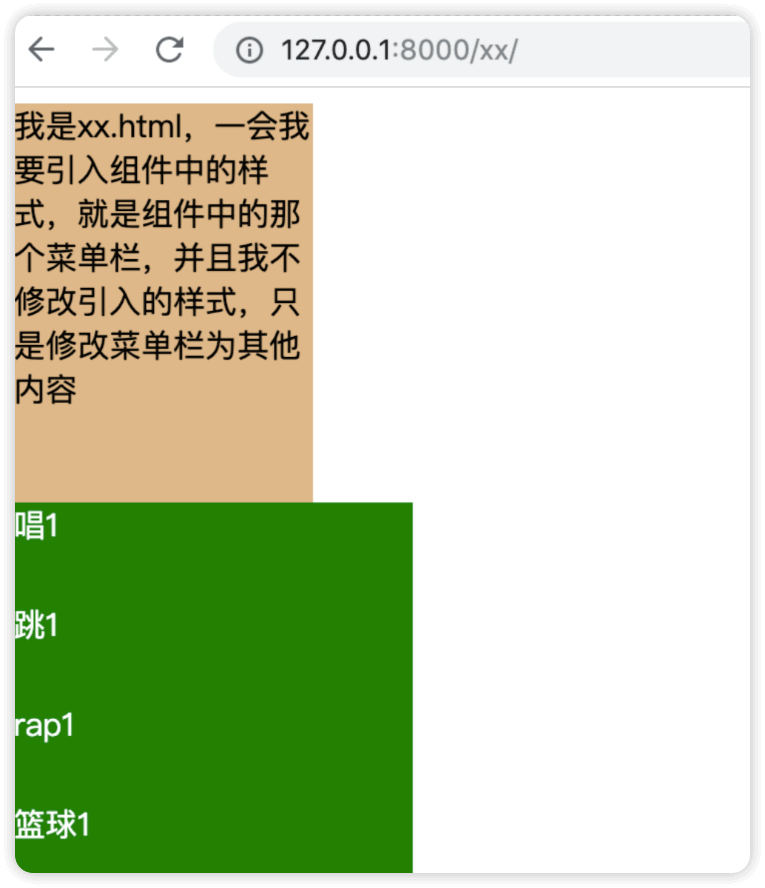 127.0.0.1:8000/xx/
我是xx.html，一会我
要引入组件中的样
式，就是组件中的那
个菜单栏，并且我不
修改引入的样式，只
是修改菜单栏为其他
内容
唱1
跳1
rap1
篮球1